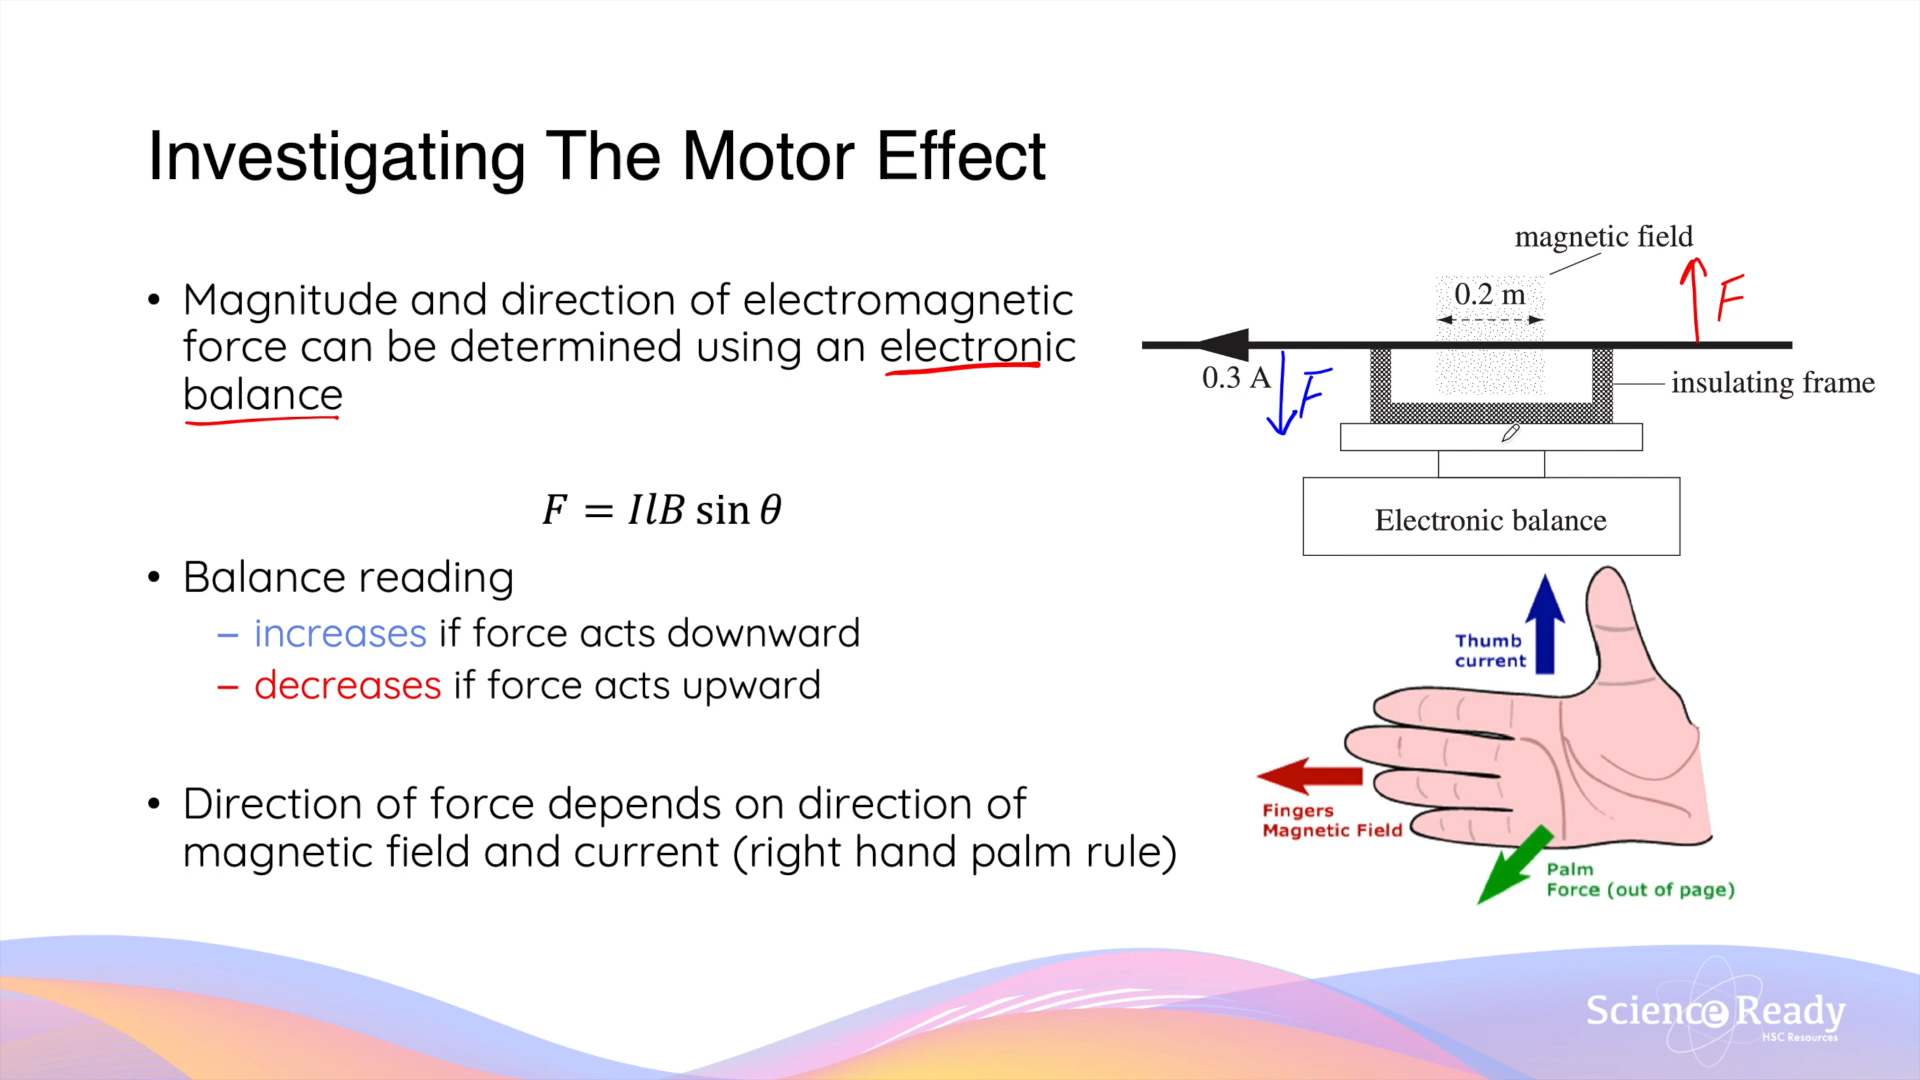 Investigating The Motor Effect
• Magnitude and direction of electromagnetic
force can be determined using an electronic
balance
F = IlB sin θ
• Balance reading
– increases if force acts downward
– decreases if force acts upward
• Direction of force depends on direction of
magnetic field and current (right hand palm rule)
magnetic field
0.2 m
F
0.3 A
F
insulating frame
Electronic balance
Thumb
current
Fingers
Magnetic Field
Palm
Force (out of page)
Science Ready
HSC Resources